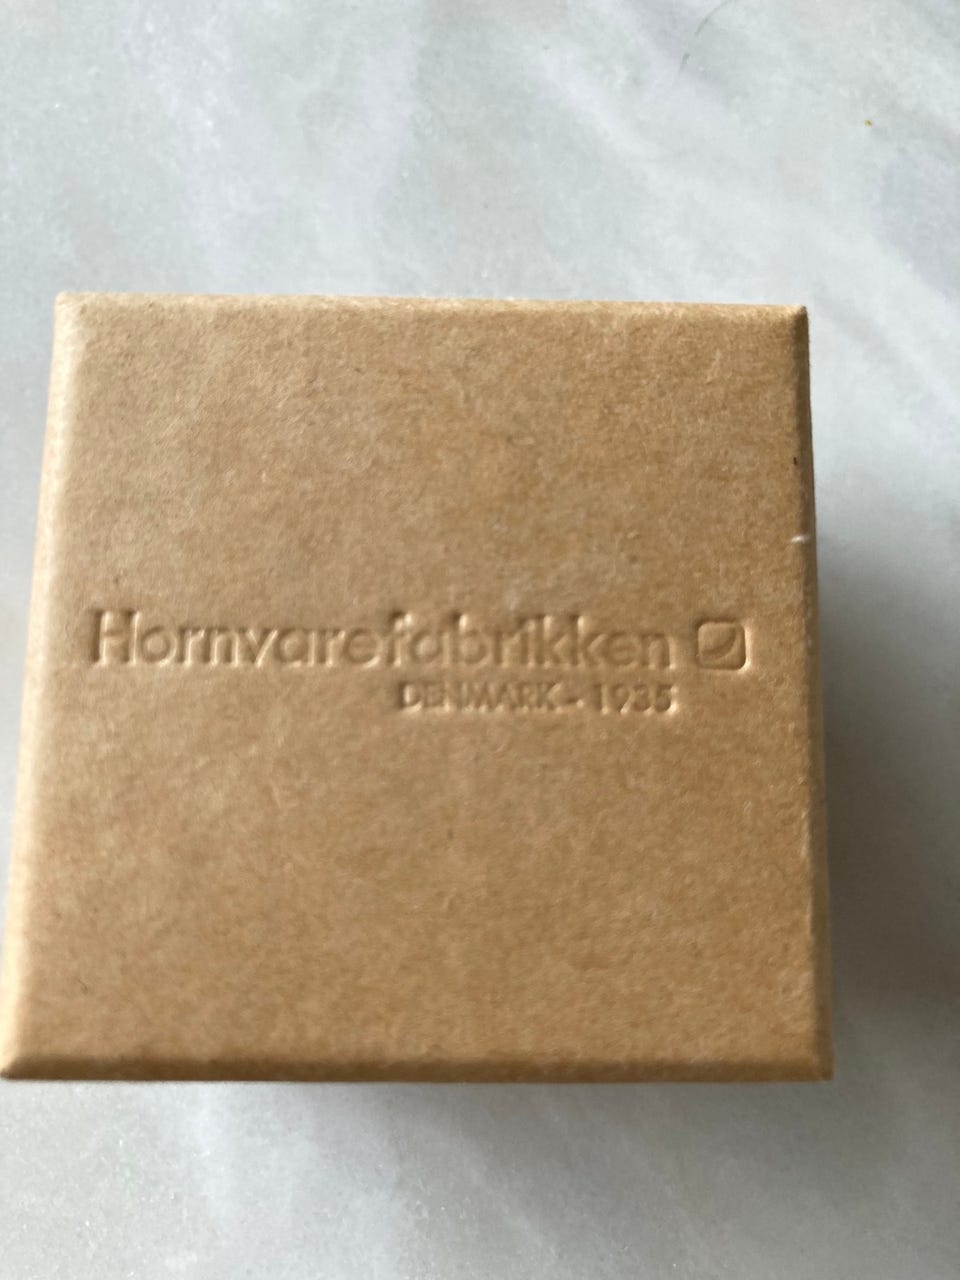 Hornvarefabrikken
DENMARK - 1935